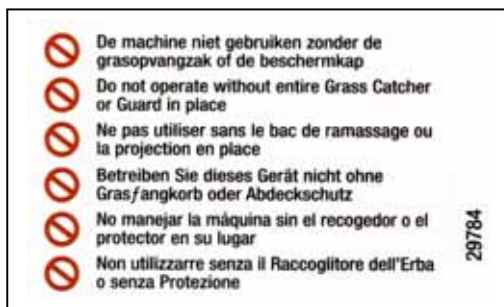 De machine niet gebruiken zonder de
grasopvangzak of de beschermkap
Do not operate without entire Grass Catcher
or Guard in place
Ne pas utiliser sans le bac de ramassage ou
la projection en place
Betreiben Sie dieses Gerät nicht ohne
Grasƒangkorb oder Abdeckschutz
No manejar la máquina sin el recogedor o el
protector en su lugar
Non utilizzarre senza il Raccoglitore dell'Erba
o senza Protezione
29784